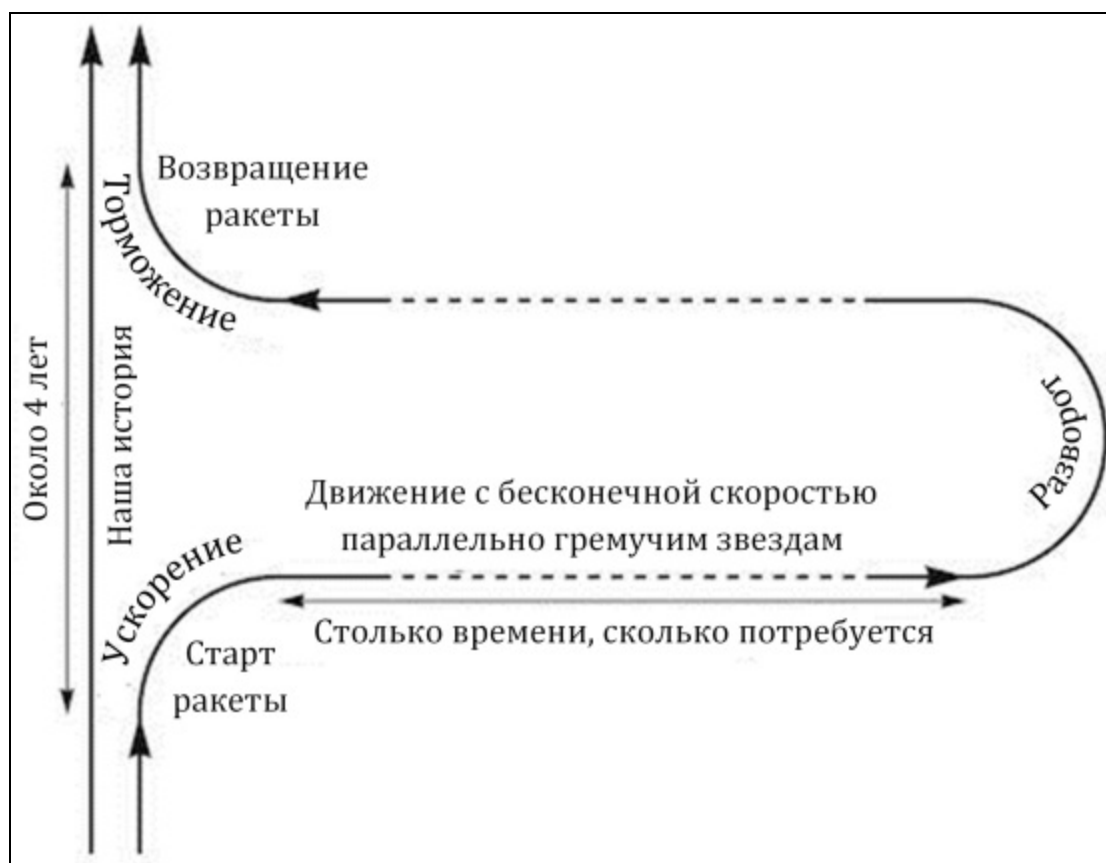 Возвращение
ракеты
Торможение
Около 4 лет
Наша история
Разворот
Движение с бесконечной скоростью
параллельно гремучим звездам
Ускорение
Столько времени, сколько потребуется
Старт
ракеты